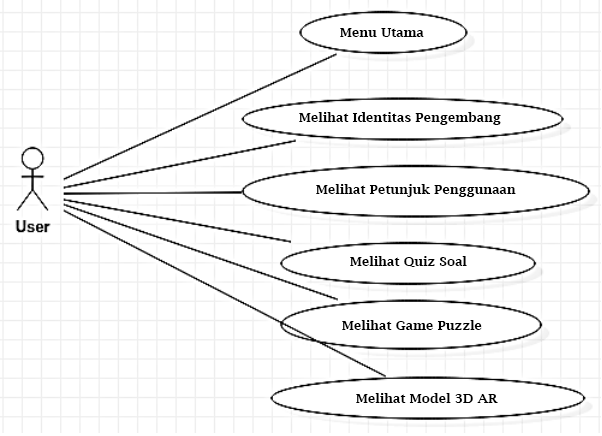 Menu Utama
Melihat Identitas Pengembang
Melihat Petunjuk Penggunaan
User
Melihat Quiz Soal
Melihat Game Puzzle
Melihat Model 3D AR